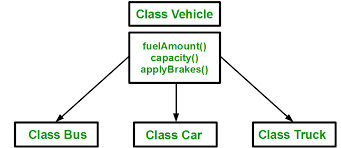 Class Vehicle
fuelAmount()
capacity()
applyBrakes()
Class Bus
Class Car
Class Truck